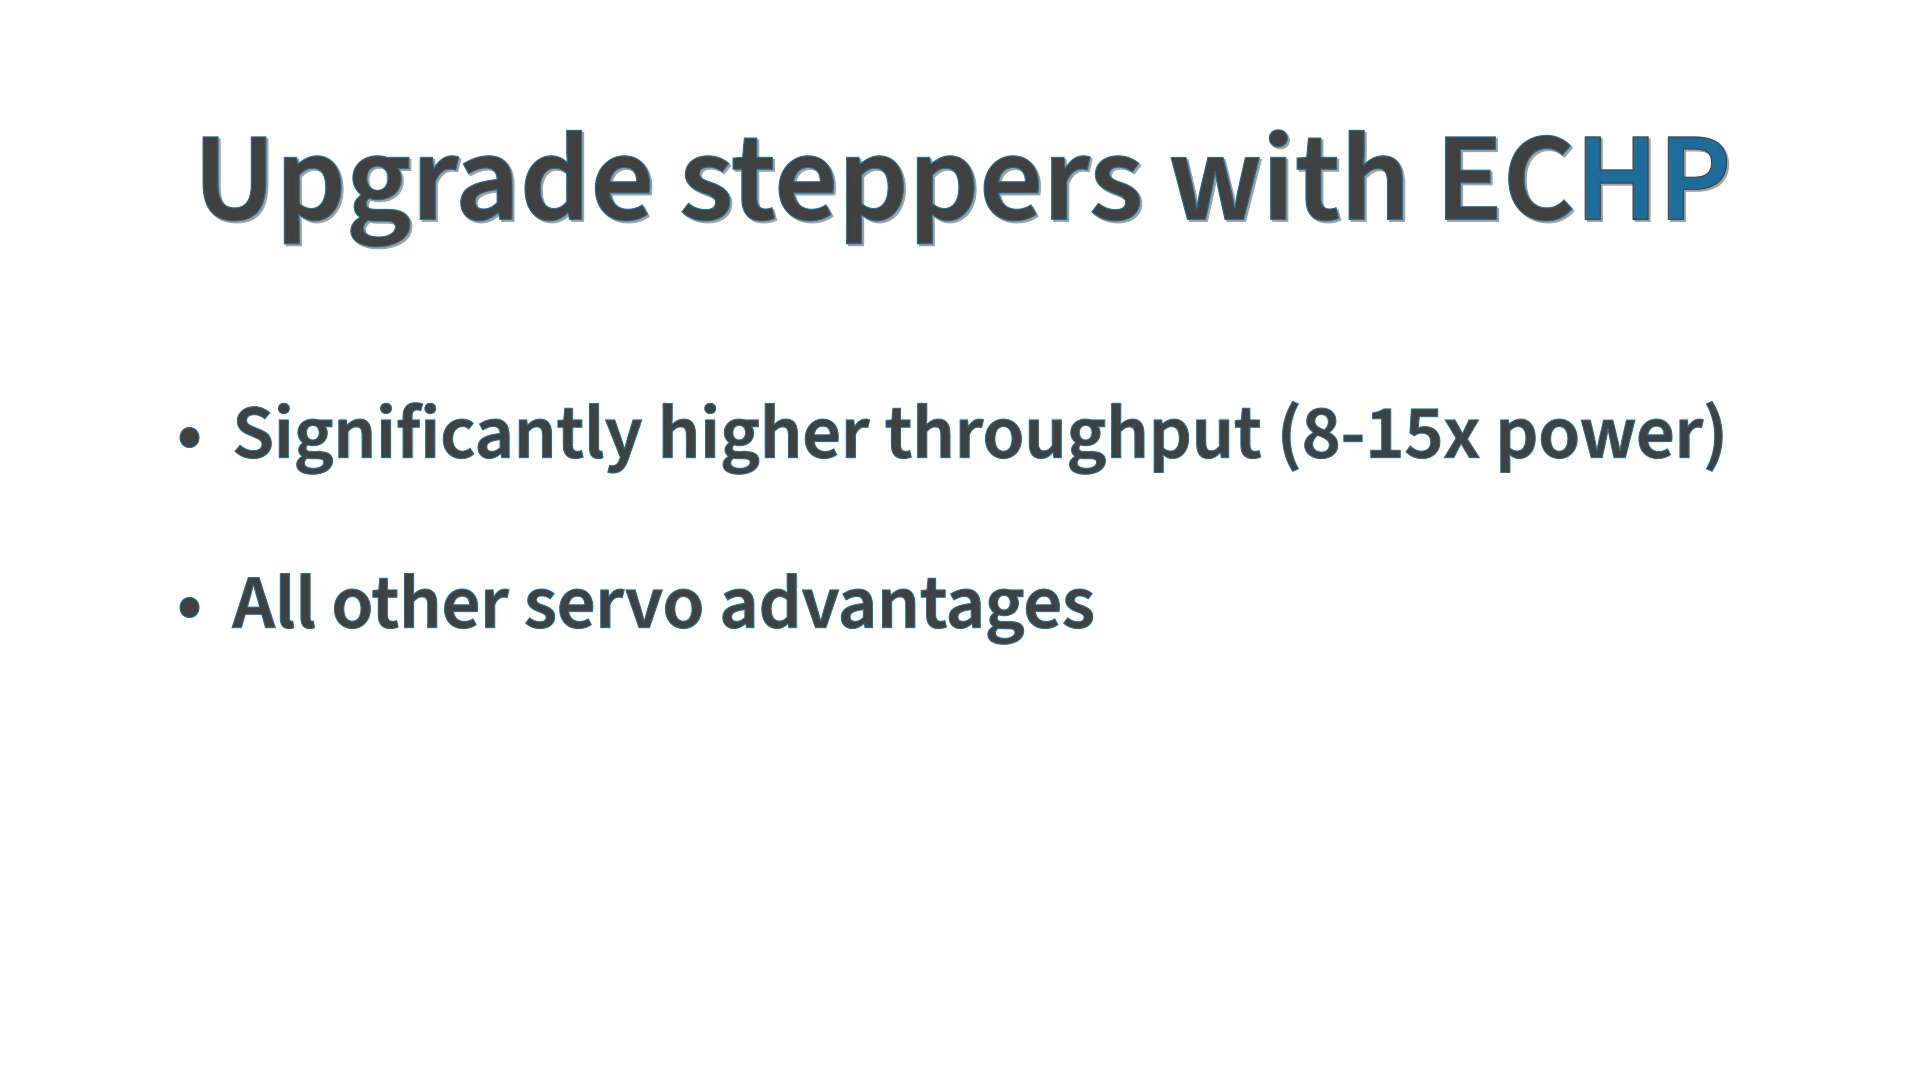 Upgrade steppers with ECHP
• Significantly higher throughput (8-15x power)
• All other servo advantages